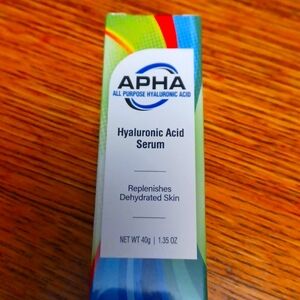 APHA
ALL PURPOSE HYALURONIC ACID
Hyaluronic Acid
Serum
Replenishes
Dehydrated Skin
NET WT 40g | 1.35 OZ